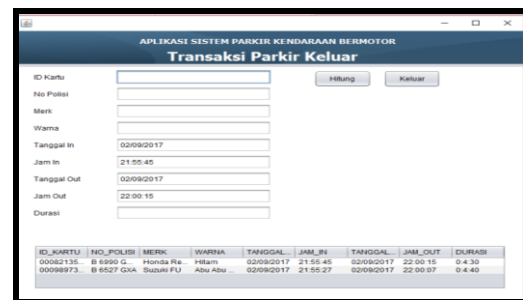 APLIKASI SISTEM PARKIR KENDARAAN BERMOTOR
Transaksi Parkir Keluar
ID Kartu Hitung Keluar
No Polisi
Merk
Warna
Tanggal In 02/09/2017
Jam In 21:55:45
Tanggal Out 02/09/2017
Jam Out 22:00:15
Durasi
ID_KARTU NO_POLISI MERK WARNA TANGGAL... JAM_IN TANGGAL... JAM_OUT DURASI
00082135... B 6990 G... Honda Re... Hitam 02/09/2017 21:55:45 02/09/2017 22:00:15 0:4:30
00098973... B 6527 GXA Suzuki FU Abu Abu ... 02/09/2017 21:55:27 02/09/2017 22:00:07 0:4:40